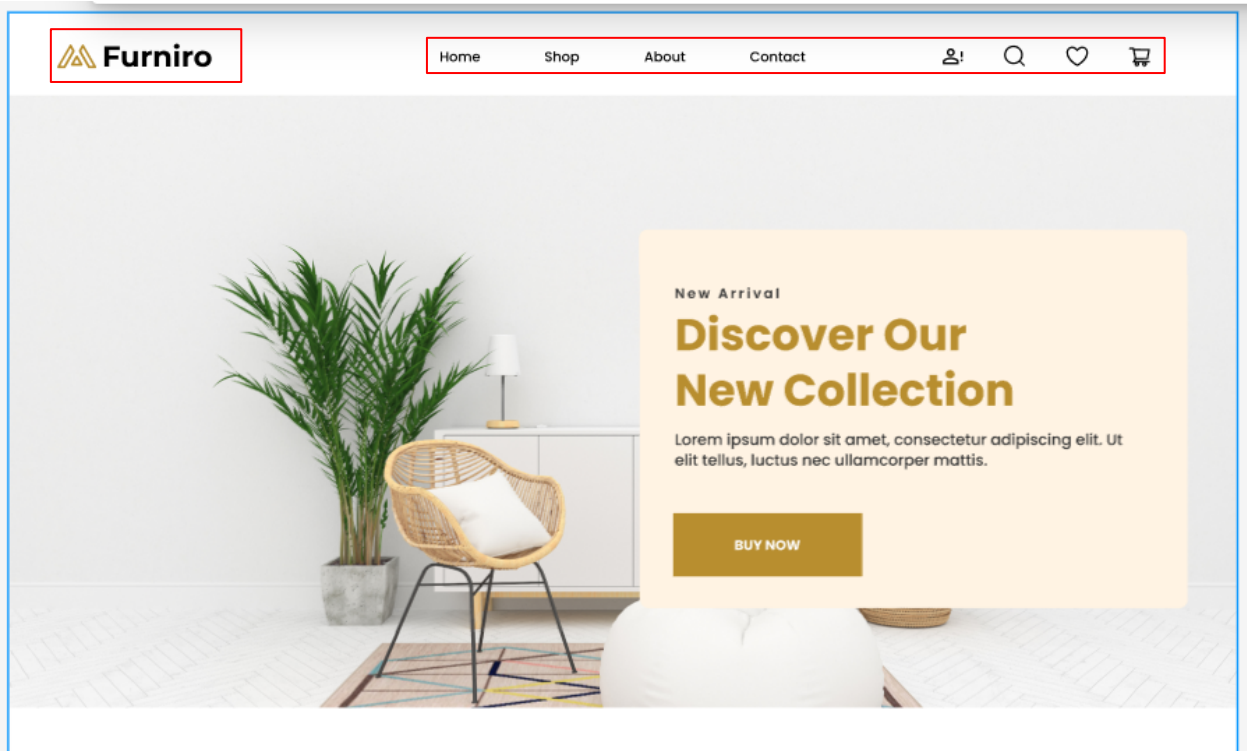 Furniro
Home Shop About Contact
New Arrival
Discover Our
New Collection
Lorem ipsum dolor sit amet, consectetur adipiscing elit. Ut
elit tellus, luctus nec ullamcorper mattis.
BUY NOW